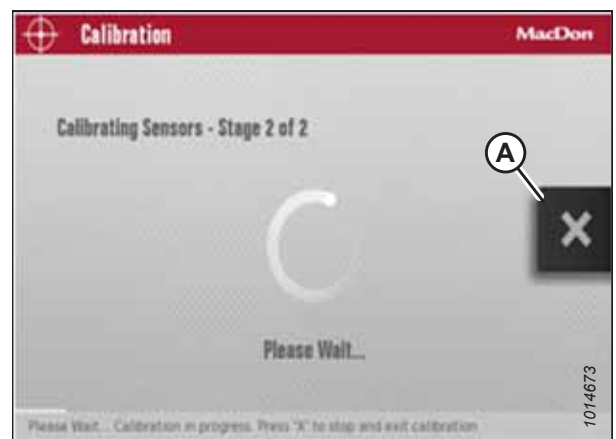 Calibration
MacDon
Calibrating Sensors - Stage 2 of 2
A
X
Please Wait...
Please Wait... Calibration in progress. Press 'X' to stop and exit calibration
1014673